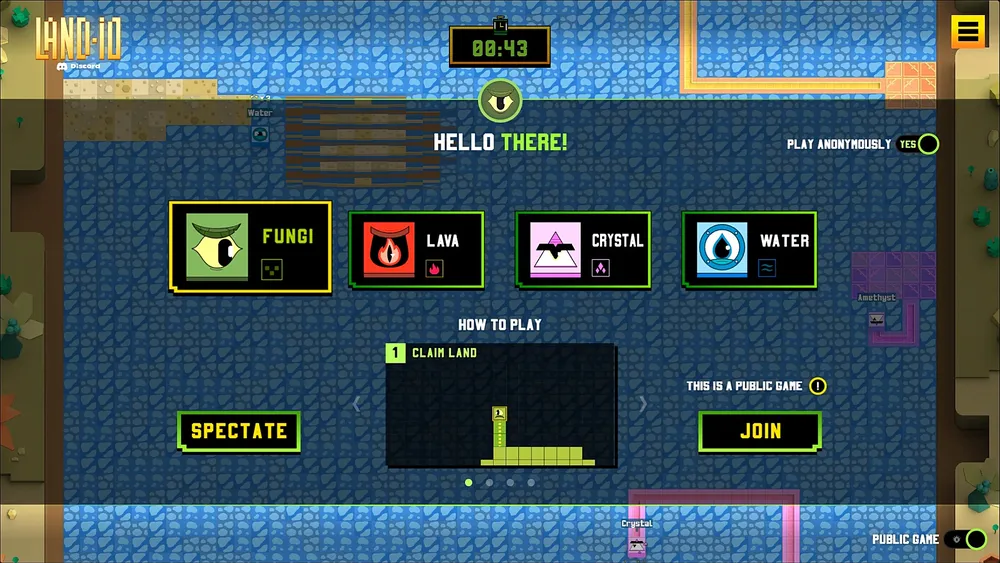 LAND·IO
Discord
00:43
Water
HELLO THERE!
PLAY ANONYMOUSLY YES
FUNGI
LAVA
CRYSTAL
WATER
Amethyst
HOW TO PLAY
1 CLAIM LAND
THIS IS A PUBLIC GAME !
SPECTATE
JOIN
Crystal
PUBLIC GAME